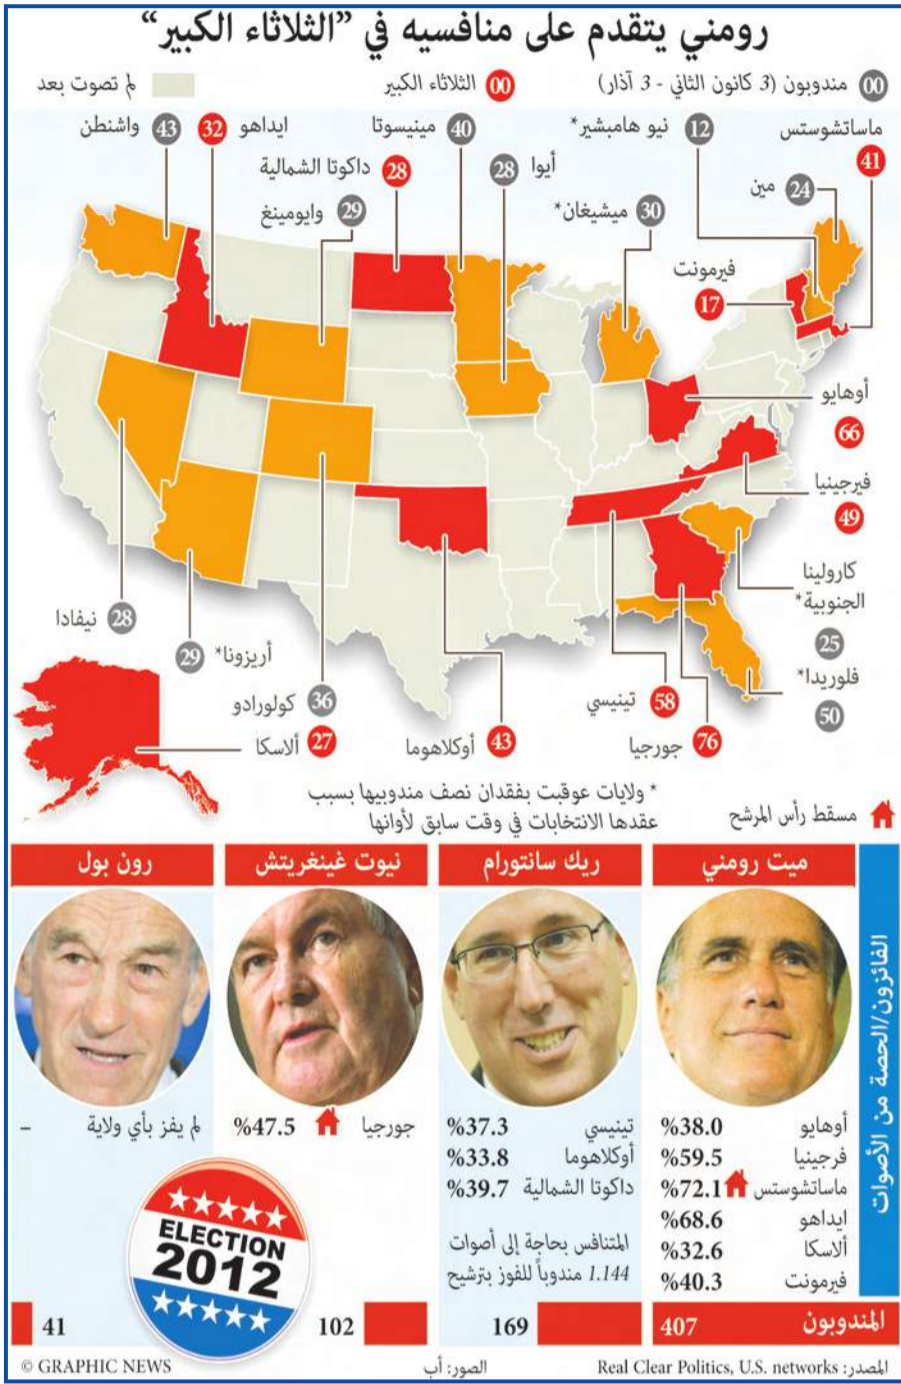 رومني يتقدم على منافسيه في ”الثلاثاء الكبير“
00 مندوبون (3 كانون الثاني - 3 آذار)
00 الثلاثاء الكبير
لم تصوت بعد
ماساتشوستس
41
نيو هامبشير* 12
مينيسوتا 40
ايداهو 32
واشنطن 43
مين 24
أيوا 28
داكوتا الشمالية 28
ميشيغان* 30
وايومينغ 29
فيرمونت
17
أوهايو
66
فيرجينيا
49
كارولينا
الجنوبية*
25
فلوريدا*
50
نيفادا 28
أريزونا* 29
كولورادو 36
ألاسكا 27
أوكلاهوما 43
تينيسي 58
جورجيا 76
* ولايات عوقبت بفقدان نصف مندوبيها بسبب
عقدها الانتخابات في وقت سابق لأوانها
مسقط رأس المرشح
الفائزون/الحصة من الأصوات
ميت رومني
أوهايو %38.0
فرجينيا %59.5
ماساتشوستس %72.1
ايداهو %68.6
ألاسكا %32.6
فيرمونت %40.3
ريك سانتورام
تينيسي %37.3
أوكلاهوما %33.8
داكوتا الشمالية %39.7
المتنافس بحاجة إلى أصوات
1.144 مندوباً للفوز بترشيح
نيوت غينغريتش
جورجيا %47.5
رون بول
لم يفز بأي ولاية –
ELECTION
2012
المندوبون 407
169
102
41
المصدر: Real Clear Politics, U.S. networks
الصور: أب
© GRAPHIC NEWS